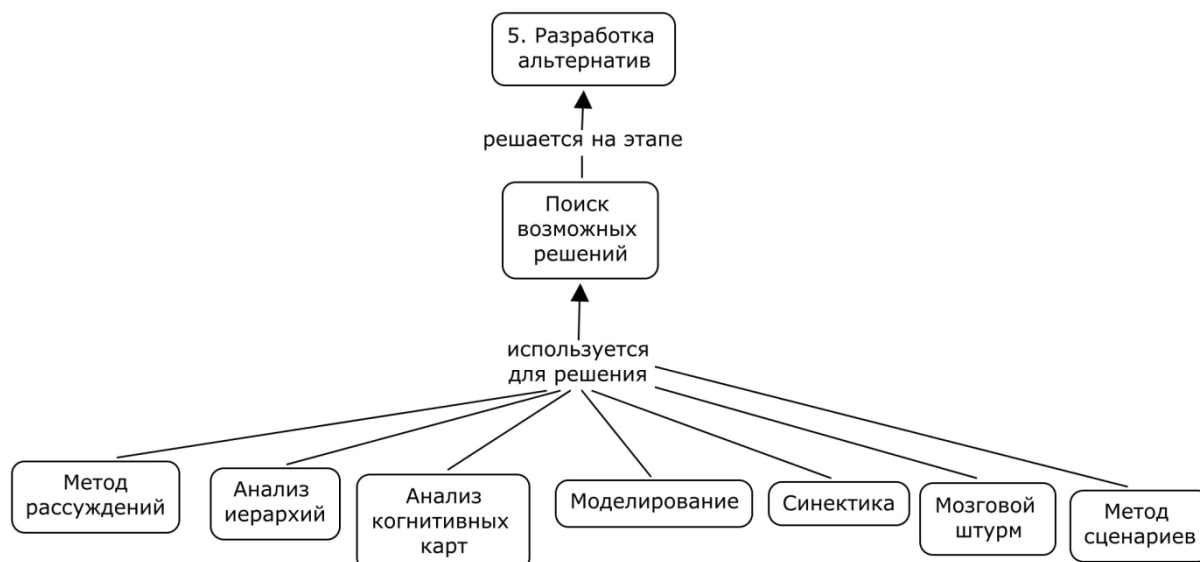 5. Разработка
альтернатив
решается на этапе
Поиск
возможных
решений
используется
для решения
Метод
рассуждений
Анализ
иерархий
Анализ
когнитивных
карт
Моделирование
Синектика
Мозговой
штурм
Метод
сценариев